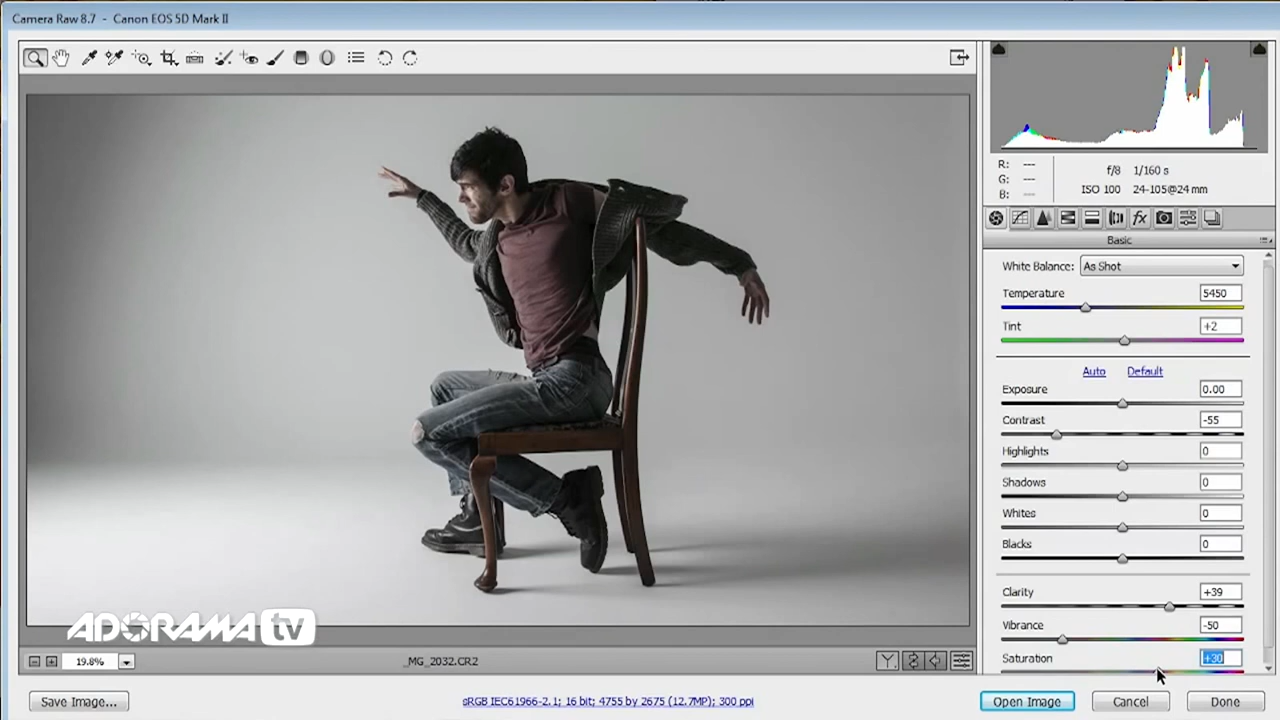 Camera Raw 8.7 - Canon EOS 5D Mark II
R: ---
G: ---
B: ---
f/8 1/160 s
ISO 100 24-105@24 mm
fx
Basic
White Balance: As Shot
Temperature 5450
Tint +2
Auto Default
Exposure 0.00
Contrast -55
Highlights 0
Shadows 0
Whites 0
Blacks 0
Clarity +39
Vibrance -50
Saturation +30
ADORAMA tv
19.8%
_MG_2032.CR2
Y
Save Image...
sRGB IEC61966-2.1; 16 bit; 4755 by 2675 (12.7MP); 300 ppi
Open Image
Cancel
Done